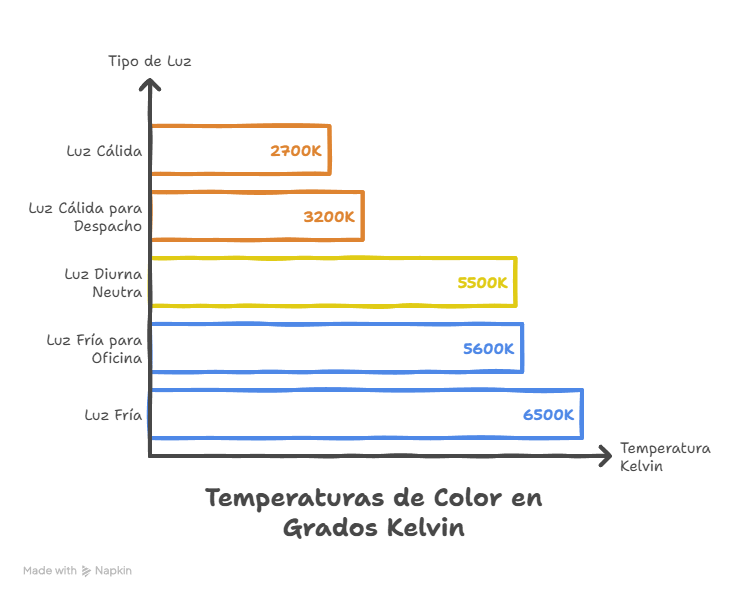 Tipo de Luz
Luz Cálida
2700K
Luz Cálida para
Despacho
3200K
Luz Diurna
Neutra
5500K
Luz Fría para
Oficina
5600K
Luz Fría
6500K
Temperatura
Kelvin
Temperaturas de Color en
Grados Kelvin
Made with Napkin